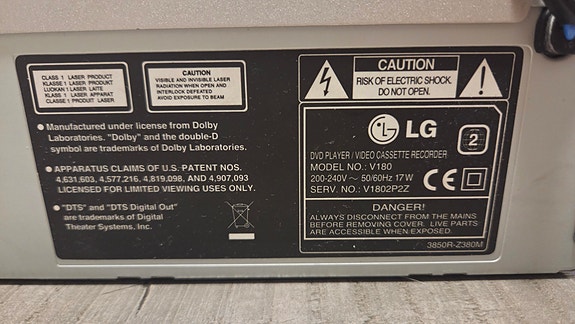 CLASS 1 LASER PRODUCT
KLASSE 1 LASER PRODUKT
LUOKAN 1 LASER LAITE
KLASS 1 LASER APPARAT
CLASSE 1 PRODUIT LASER
CAUTION
VISIBLE AND INVISIBLE LASER
RADIATION WHEN OPEN AND
INTERLOCK DEFEATED
AVOID EXPOSURE TO BEAM
● Manufactured under license from Dolby
Laboratories. "Dolby" and the double-D
symbol are trademarks of Dolby Laboratories.
● APPARATUS CLAIMS OF U.S. PATENT NOS.
4,631,603, 4,577,216, 4,819,098, AND 4,907,093
LICENSED FOR LIMITED VIEWING USES ONLY.
● "DTS" and "DTS Digital Out"
are trademarks of Digital
Theater Systems, Inc.
CAUTION
RISK OF ELECTRIC SHOCK.
DO NOT OPEN.
LG
2
DVD PLAYER / VIDEO CASSETTE RECORDER
MODEL NO.: V180
200-240V ~ 50/60Hz 17W
SERV. NO.: V1802P2Z
CE
DANGER!
ALWAYS DISCONNECT FROM THE MAINS
BEFORE REMOVING COVER. LIVE PARTS
ARE ACCESSIBLE WHEN EXPOSED.
3850R-Z380M